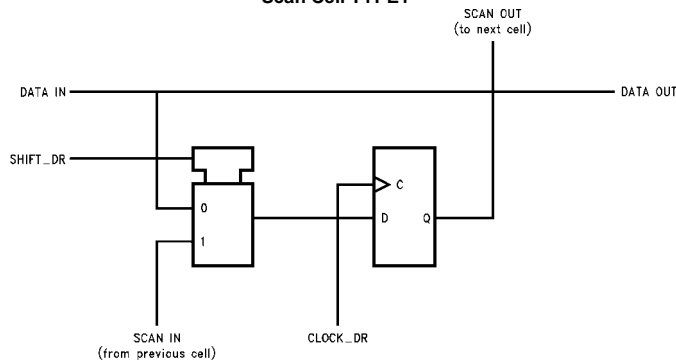 Scan Cell TYPE1
SCAN OUT
(to next cell)
DATA IN
DATA OUT
SHIFT_DR
0
C
D
Q
1
SCAN IN
(from previous cell)
CLOCK_DR